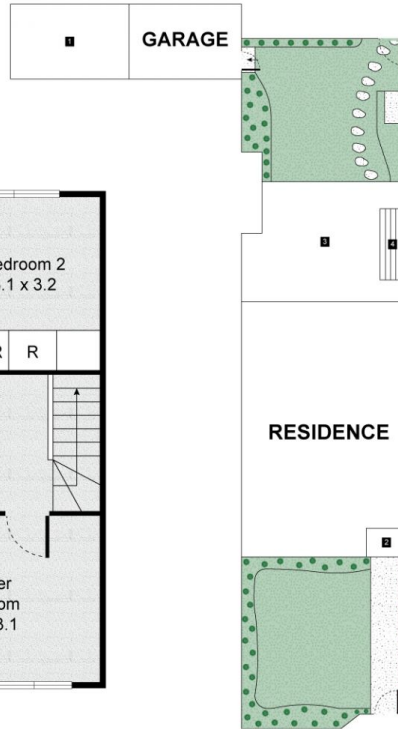 1
GARAGE
edroom 2
.1 x 3.2
R
3
4
RESIDENCE
2
er
om
3.1